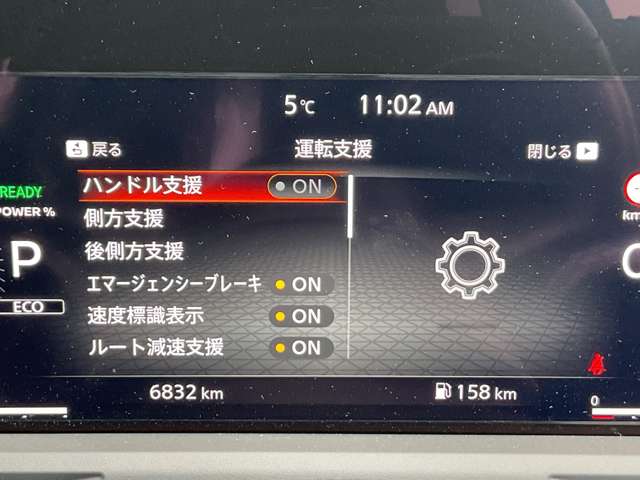 5℃ 11:02 AM
戻る 運転支援 閉じる
ハンドル支援 ON
側方支援
後側方支援
エマージェンシーブレーキ ON
速度標識表示 ON
ルート減速支援 ON
READY
POWER %
P
ECO
km
0
6832 km 158 km